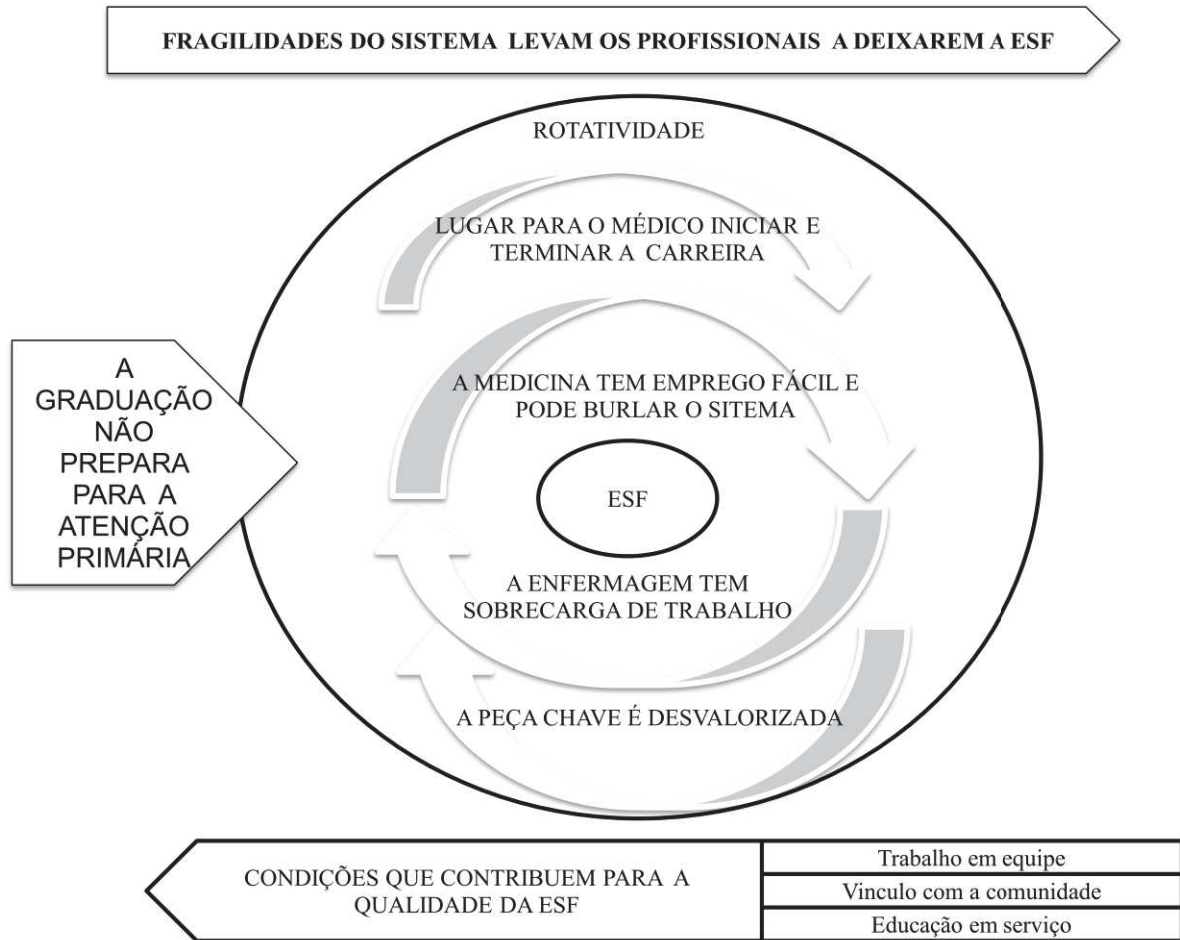 FRAGILIDADES DO SISTEMA LEVAM OS PROFISSIONAIS A DEIXAREM A ESF
ROTATIVIDADE
LUGAR PARA O MÉDICO INICIAR E
TERMINAR A CARREIRA
A
GRADUAÇÃO
NÃO
PREPARA
PARA A
ATENÇÃO
PRIMÁRIA
A MEDICINA TEM EMPREGO FÁCIL E
PODE BURLAR O SITEMA
ESF
A ENFERMAGEM TEM
SOBRECARGA DE TRABALHO
A PEÇA CHAVE É DESVALORIZADA
CONDIÇÕES QUE CONTRIBUEM PARA A
QUALIDADE DA ESF
Trabalho em equipe
Vinculo com a comunidade
Educação em serviço